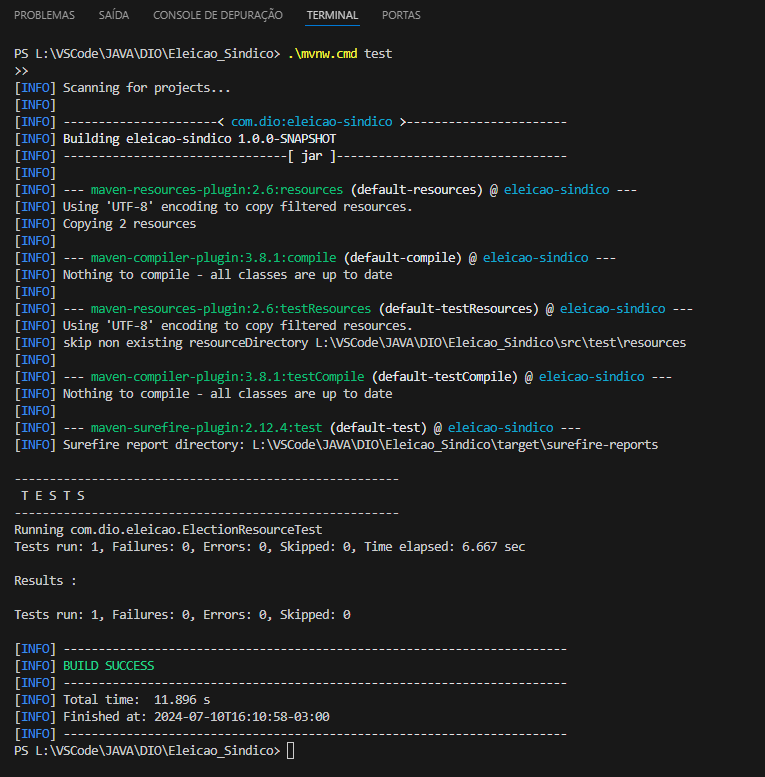 PROBLEMAS SAÍDA CONSOLE DE DEPURAÇÃO TERMINAL PORTAS
PS L:\VSCode\JAVA\DIO\Eleicao_Sindico> .\mvnw.cmd test
>>
[INFO] Scanning for projects...
[INFO]
[INFO] ----------------------< com.dio:eleicao-sindico >-----------------------
[INFO] Building eleicao-sindico 1.0.0-SNAPSHOT
[INFO] --------------------------------[ jar ]---------------------------------
[INFO]
[INFO] --- maven-resources-plugin:2.6:resources (default-resources) @ eleicao-sindico ---
[INFO] Using 'UTF-8' encoding to copy filtered resources.
[INFO] Copying 2 resources
[INFO]
[INFO] --- maven-compiler-plugin:3.8.1:compile (default-compile) @ eleicao-sindico ---
[INFO] Nothing to compile - all classes are up to date
[INFO]
[INFO] --- maven-resources-plugin:2.6:testResources (default-testResources) @ eleicao-sindico ---
[INFO] Using 'UTF-8' encoding to copy filtered resources.
[INFO] skip non existing resourceDirectory L:\VSCode\JAVA\DIO\Eleicao_Sindico\src\test\resources
[INFO]
[INFO] --- maven-compiler-plugin:3.8.1:testCompile (default-testCompile) @ eleicao-sindico ---
[INFO] Nothing to compile - all classes are up to date
[INFO]
[INFO] --- maven-surefire-plugin:2.12.4:test (default-test) @ eleicao-sindico ---
[INFO] Surefire report directory: L:\VSCode\JAVA\DIO\Eleicao_Sindico\target\surefire-reports
-------------------------------------------------------
T E S T S
-------------------------------------------------------
Running com.dio.eleicao.ElectionResourceTest
Tests run: 1, Failures: 0, Errors: 0, Skipped: 0, Time elapsed: 6.667 sec
Results :
Tests run: 1, Failures: 0, Errors: 0, Skipped: 0
[INFO] ------------------------------------------------------------------------
[INFO] BUILD SUCCESS
[INFO] ------------------------------------------------------------------------
[INFO] Total time:  11.896 s
[INFO] Finished at: 2024-07-10T16:10:58-03:00
[INFO] ------------------------------------------------------------------------
PS L:\VSCode\JAVA\DIO\Eleicao_Sindico>